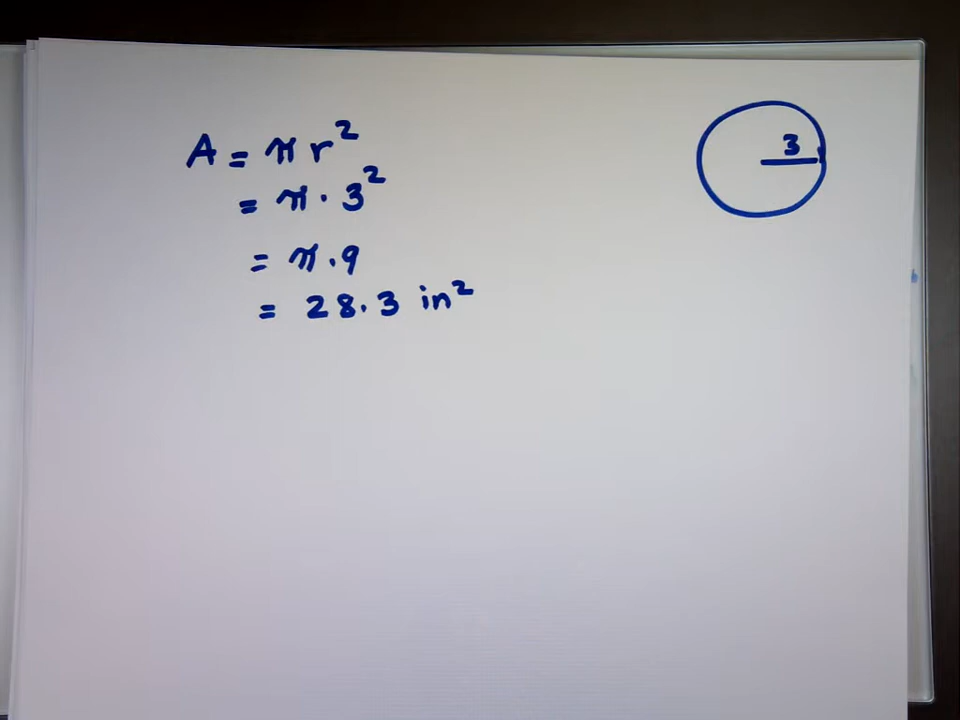 A = π r²
= π · 3²
= π · 9
= 28.3 in²
3